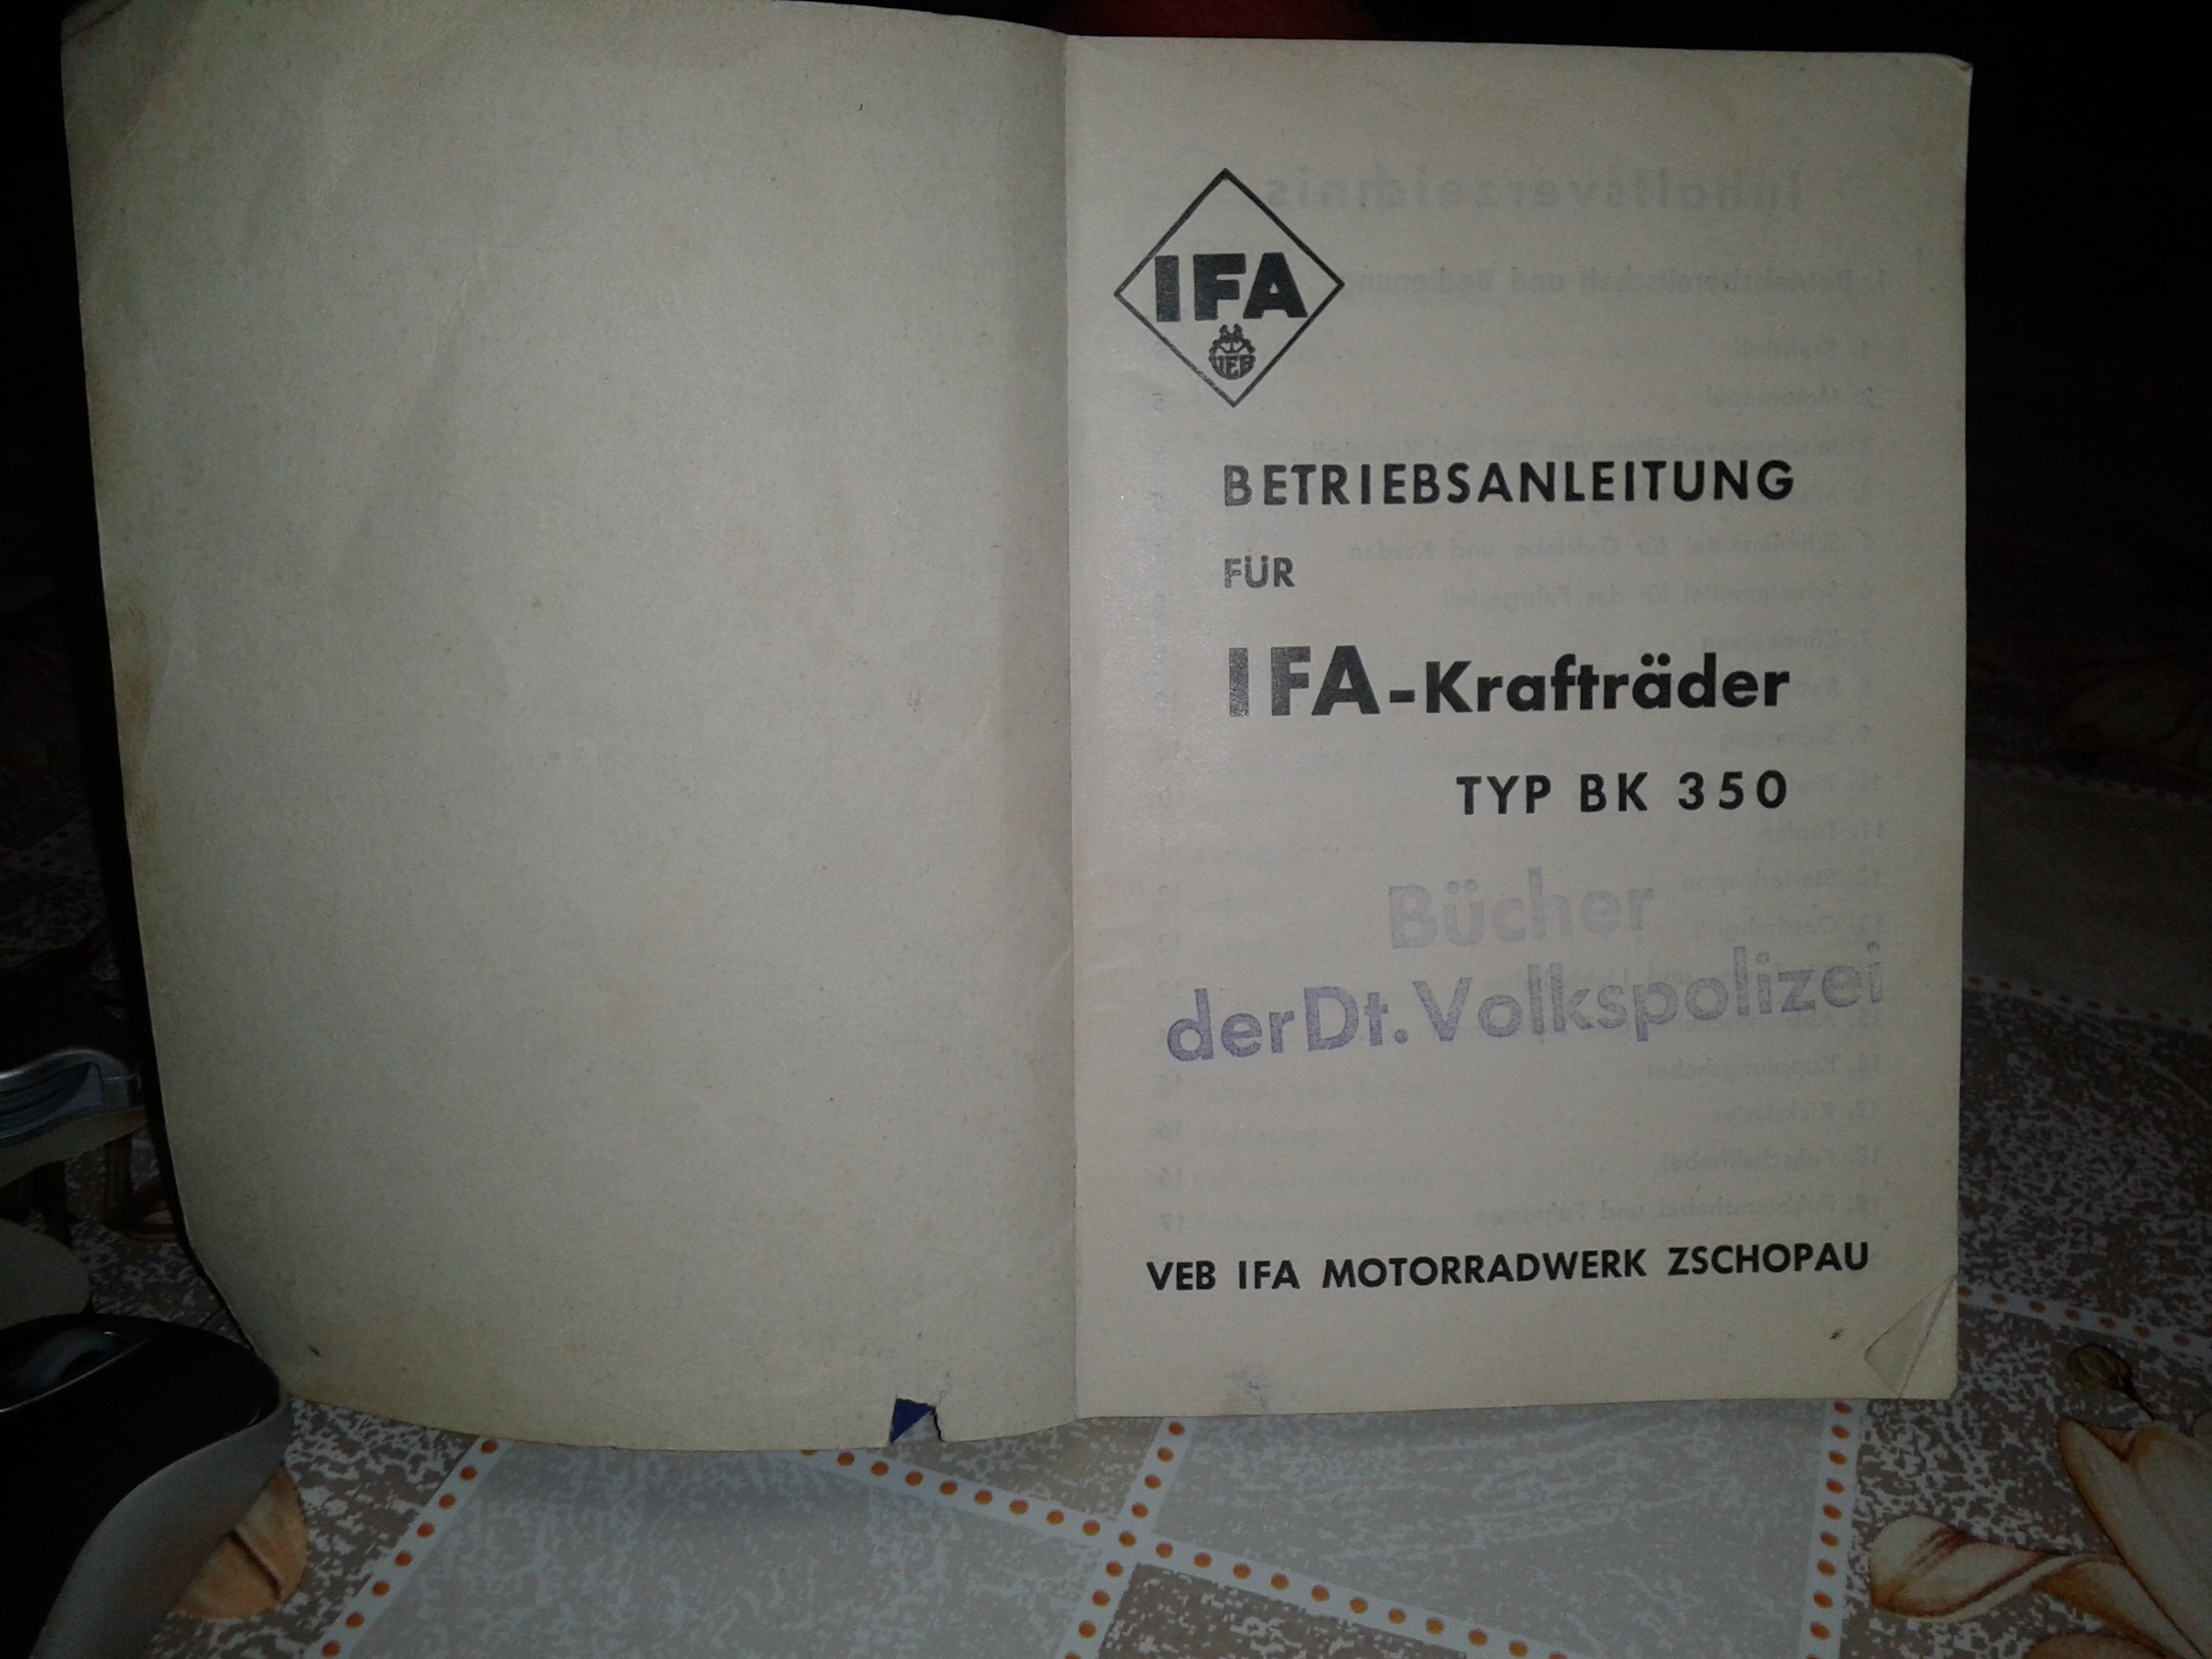 IFA
VEB
BETRIEBSANLEITUNG
FÜR
IFA-Krafträder
TYP BK 350
Bücher
der Dt. Volkspolizei
VEB IFA MOTORRADWERK ZSCHOPAU